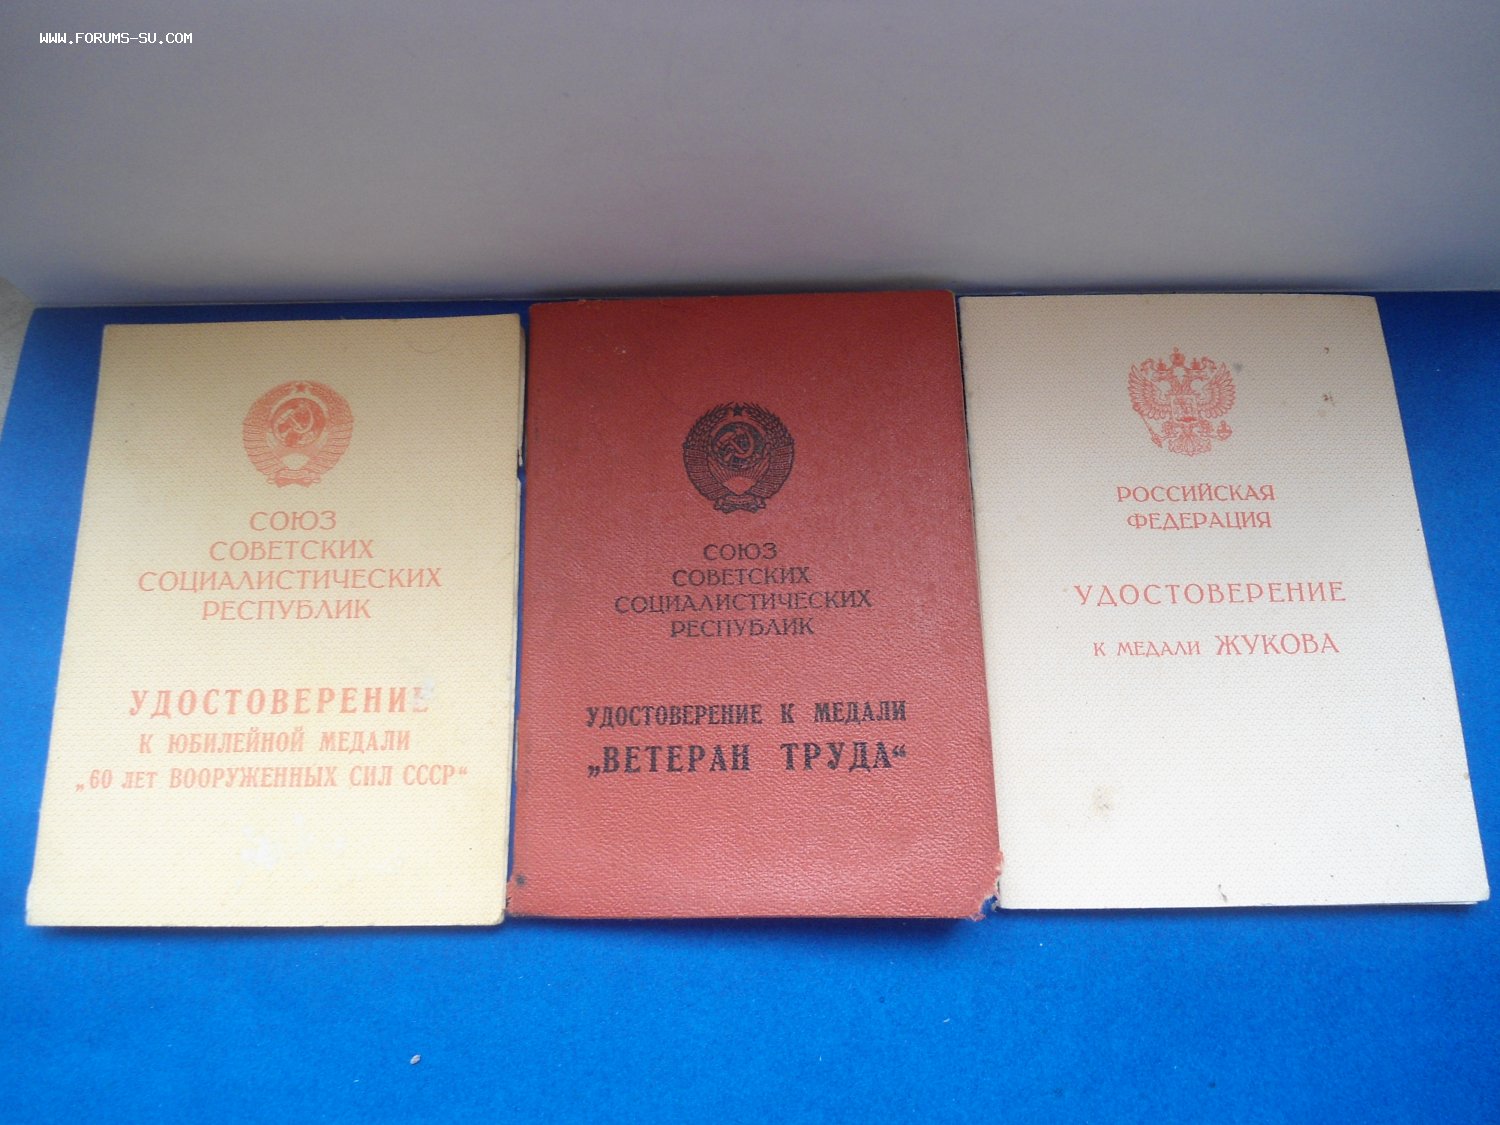 WWW.FORUMS-SU.COM
СОЮЗ
СОВЕТСКИХ
СОЦИАЛИСТИЧЕСКИХ
РЕСПУБЛИК
УДОСТОВЕРЕНИЕ
К ЮБИЛЕЙНОЙ МЕДАЛИ
„60 ЛЕТ ВООРУЖЕННЫХ СИЛ СССР“
СОЮЗ
СОВЕТСКИХ
СОЦИАЛИСТИЧЕСКИХ
РЕСПУБЛИК
УДОСТОВЕРЕНИЕ К МЕДАЛИ
„ВЕТЕРАН ТРУДА“
РОССИЙСКАЯ
ФЕДЕРАЦИЯ
УДОСТОВЕРЕНИЕ
К МЕДАЛИ ЖУКОВА